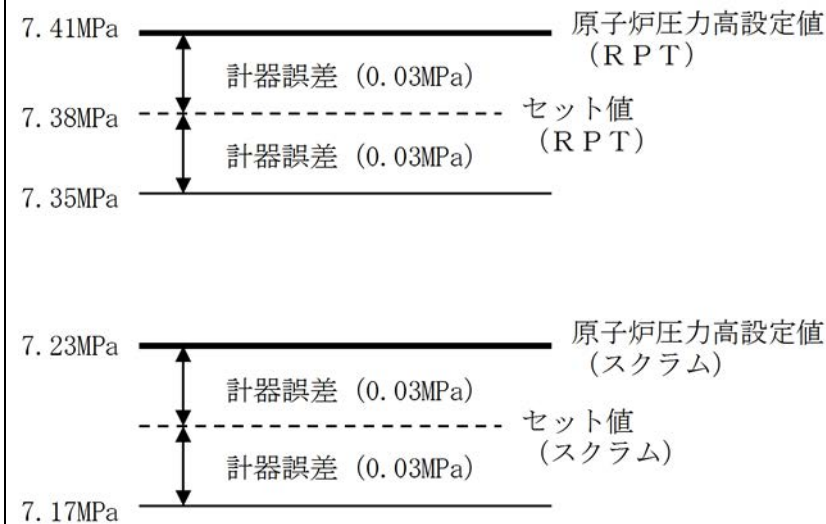 7.41MPa
原子炉圧力高設定値
（ＲＰＴ）
計器誤差 (0.03MPa)
7.38MPa
セット値
（ＲＰＴ）
計器誤差 (0.03MPa)
7.35MPa
7.23MPa
原子炉圧力高設定値
（スクラム）
計器誤差 (0.03MPa)
セット値
（スクラム）
計器誤差 (0.03MPa)
7.17MPa